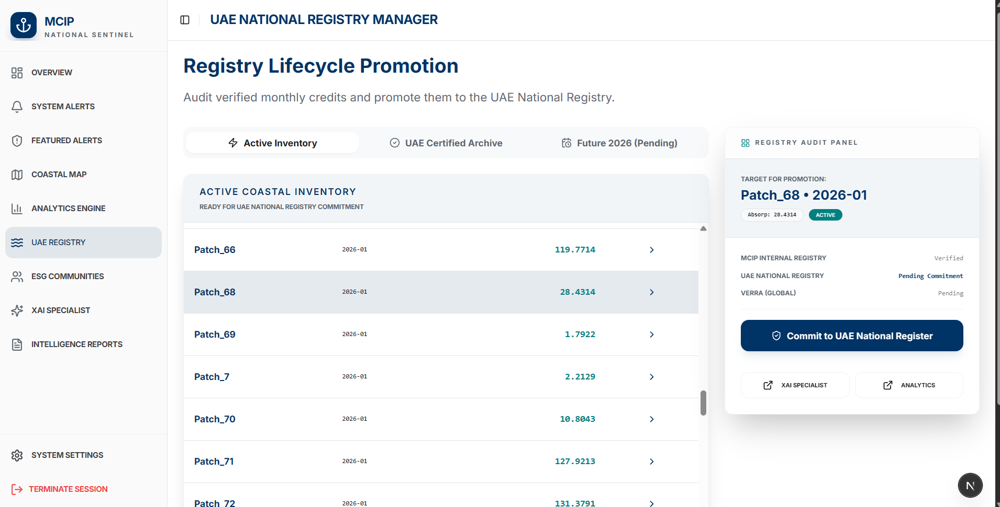 MCIP
NATIONAL SENTINEL
OVERVIEW
SYSTEM ALERTS
FEATURED ALERTS
COASTAL MAP
ANALYTICS ENGINE
UAE REGISTRY
ESG COMMUNITIES
XAI SPECIALIST
INTELLIGENCE REPORTS
SYSTEM SETTINGS
TERMINATE SESSION
UAE NATIONAL REGISTRY MANAGER
Registry Lifecycle Promotion
Audit verified monthly credits and promote them to the UAE National Registry.
Active Inventory
UAE Certified Archive
Future 2026 (Pending)
ACTIVE COASTAL INVENTORY
READY FOR UAE NATIONAL REGISTRY COMMITMENT
Patch_66 2026-01 119.7714
Patch_68 2026-01 28.4314
Patch_69 2026-01 1.7922
Patch_7 2026-01 2.2129
Patch_70 2026-01 10.8043
Patch_71 2026-01 127.9213
Patch_72 2026-01 131.3791
REGISTRY AUDIT PANEL
TARGET FOR PROMOTION:
Patch_68 • 2026-01
Absorp: 28.4314 ACTIVE
MCIP INTERNAL REGISTRY Verified
UAE NATIONAL REGISTRY Pending Commitment
VERRA (GLOBAL) Pending
Commit to UAE National Register
XAI SPECIALIST
ANALYTICS
N